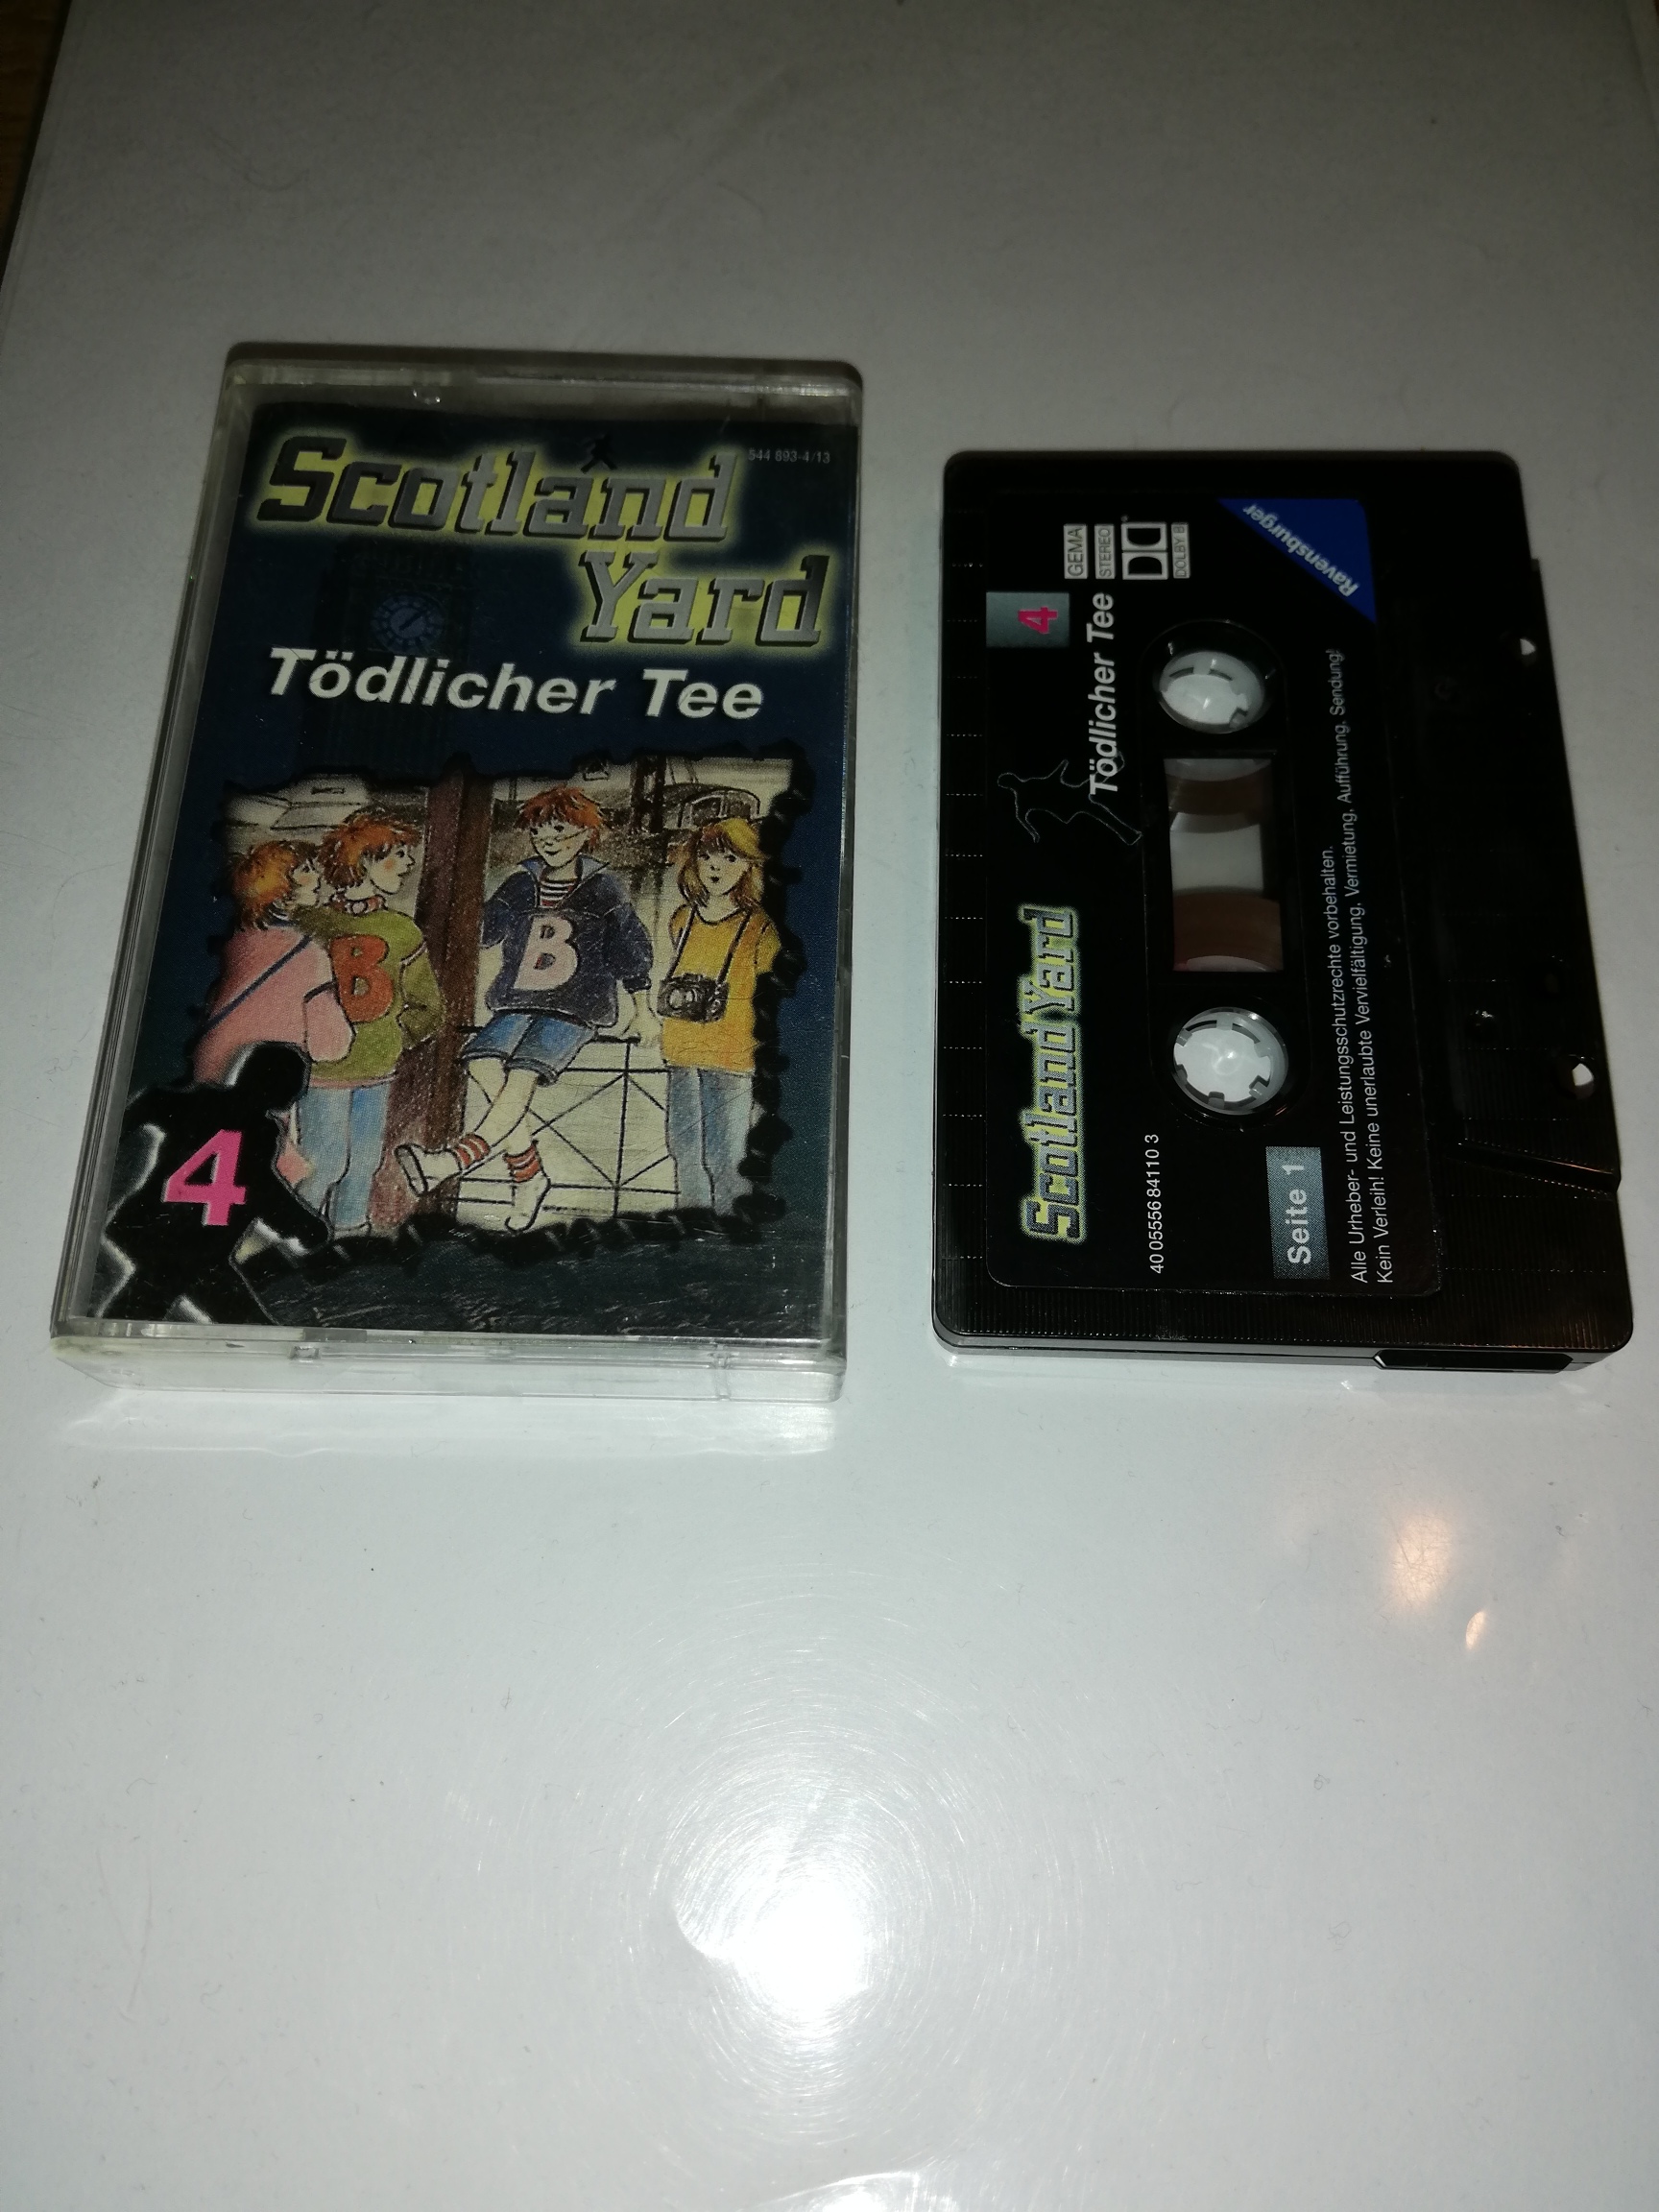 544 693-4/13
Scotland
Yard
Tödlicher Tee
B
B
4
Scotland Yard
4
Tödlicher Tee
GEMA
STEREO
DOLBY B
Ravensburger
40 05556 84110 3
Seite 1
Alle Urheber- und Leistungsschutzrechte vorbehalten.
Kein Verleih! Keine unerlaubte Vervielfältigung, Vermietung, Aufführung, Sendung!